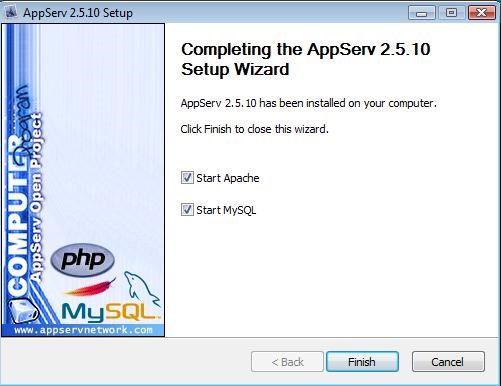 AppServ 2.5.10 Setup
Completing the AppServ 2.5.10
Setup Wizard
AppServ 2.5.10 has been installed on your computer.
Click Finish to close this wizard.
Start Apache
Start MySQL
COMPUTER
Program
AppServ Open Project
php
MySQL
www.appservnetwork.com
< Back
Finish
Cancel